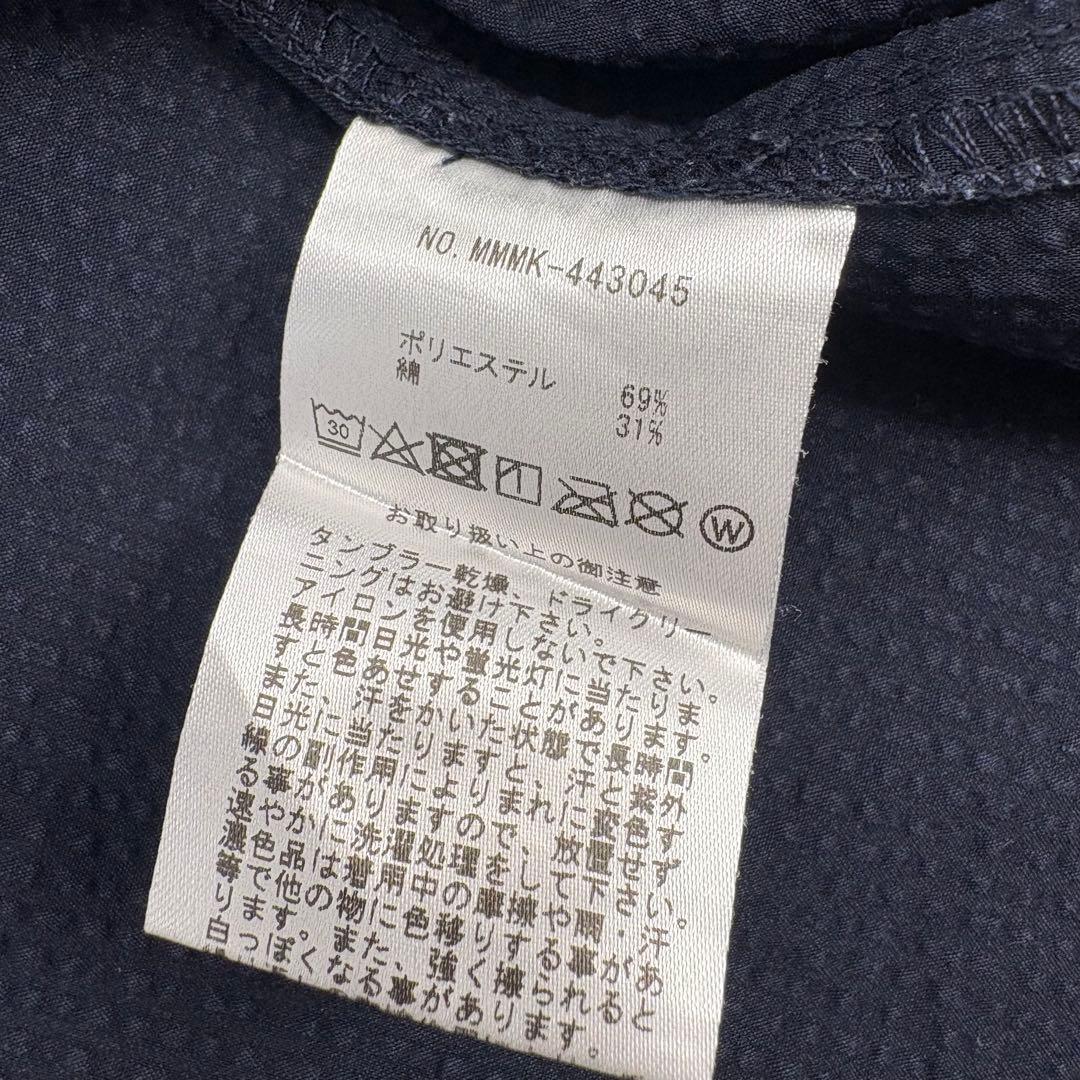 NO. MMMK-443045
ポリエステル 69%
綿 31%
30
W
お取り扱い上の御注意
タンブラー乾燥、ドライクリー
ニングはお避け下さい。
アイロンを使用しないで下さい。
長時間日光や蛍光灯に当たりま
すと色あせすることがあります。
また、汗をかいた状態で長時間
日光に当たりますと、汗と紫外
線の副作用によりまれに変色す
る事がありますので、放置せず
速やかに洗濯処理をして下さい。
濃色品は着用中の摩擦や雨・汗
等で他の物に色移りする事があ
ります。また、強く擦られると
白っぽくなる事があります。